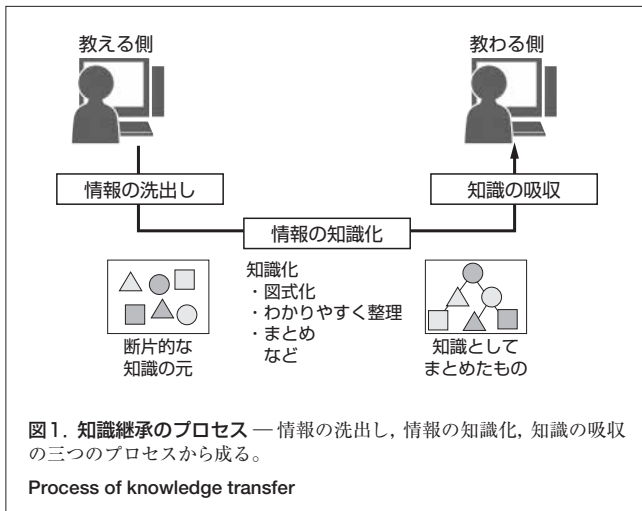 教える側
教わる側
情報の洗出し
知識の吸収
情報の知識化
知識化
・図式化
・わかりやすく整理
・まとめ
など
断片的な
知識の元
知識として
まとめたもの
図1. 知識継承のプロセス — 情報の洗出し, 情報の知識化, 知識の吸収
の三つのプロセスから成る。
Process of knowledge transfer